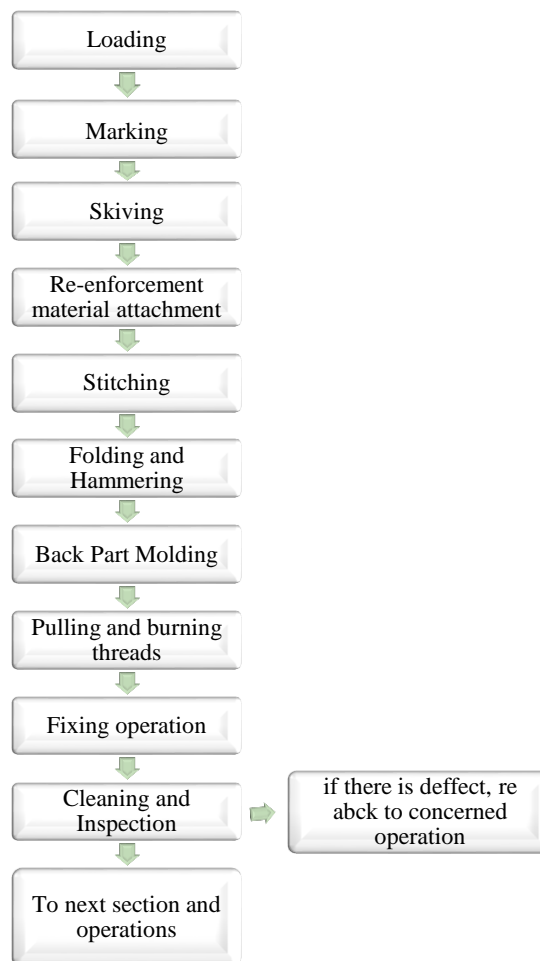 Loading
Marking
Skiving
Re-enforcement
material attachment
Stitching
Folding and
Hammering
Back Part Molding
Pulling and burning
threads
Fixing operation
Cleaning and
Inspection
if there is deffect, re
abck to concerned
operation
To next section and
operations